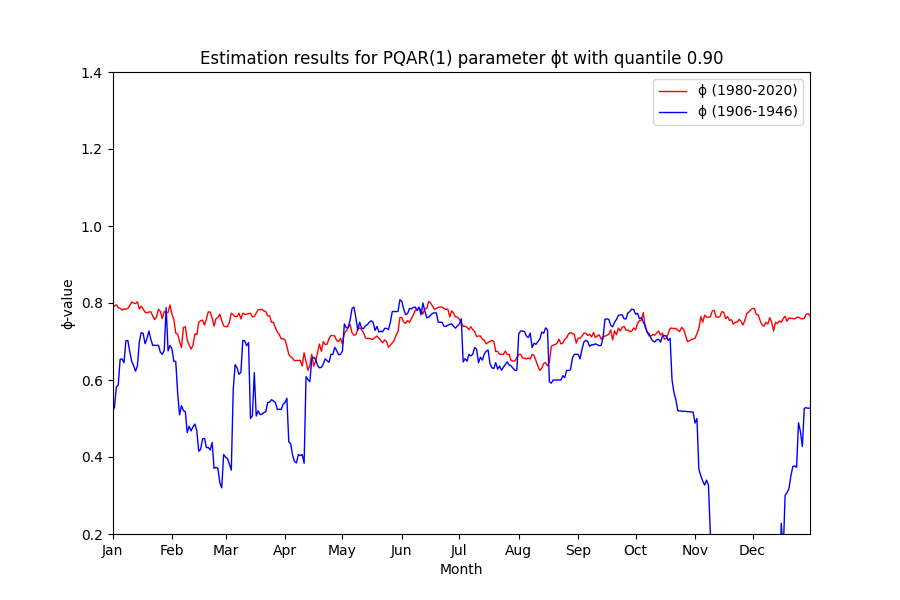 Estimation results for PQAR(1) parameter ϕt with quantile 0.90
ϕ (1980-2020)
ϕ (1906-1946)
1.4
1.2
1.0
0.8
0.6
0.4
0.2
ϕ-value
Jan Feb Mar Apr May Jun Jul Aug Sep Oct Nov Dec
Month